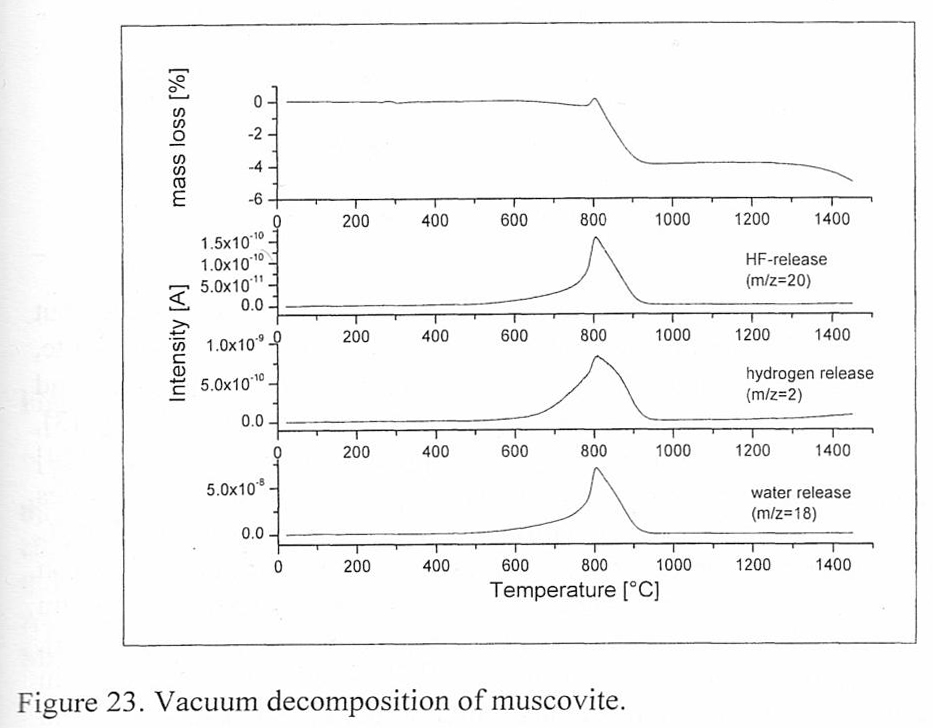 mass loss [%]
0
-2
-4
-6
0 200 400 600 800 1000 1200 1400
Intensity [A]
1.5x10⁻¹⁰
1.0x10⁻¹⁰
5.0x10⁻¹¹
0.0
HF-release
(m/z=20)
0 200 400 600 800 1000 1200 1400
1.0x10⁻⁹
5.0x10⁻¹⁰
0.0
hydrogen release
(m/z=2)
0 200 400 600 800 1000 1200 1400
5.0x10⁻⁸
0.0
water release
(m/z=18)
0 200 400 600 800 1000 1200 1400
Temperature [°C]
Figure 23. Vacuum decomposition of muscovite.